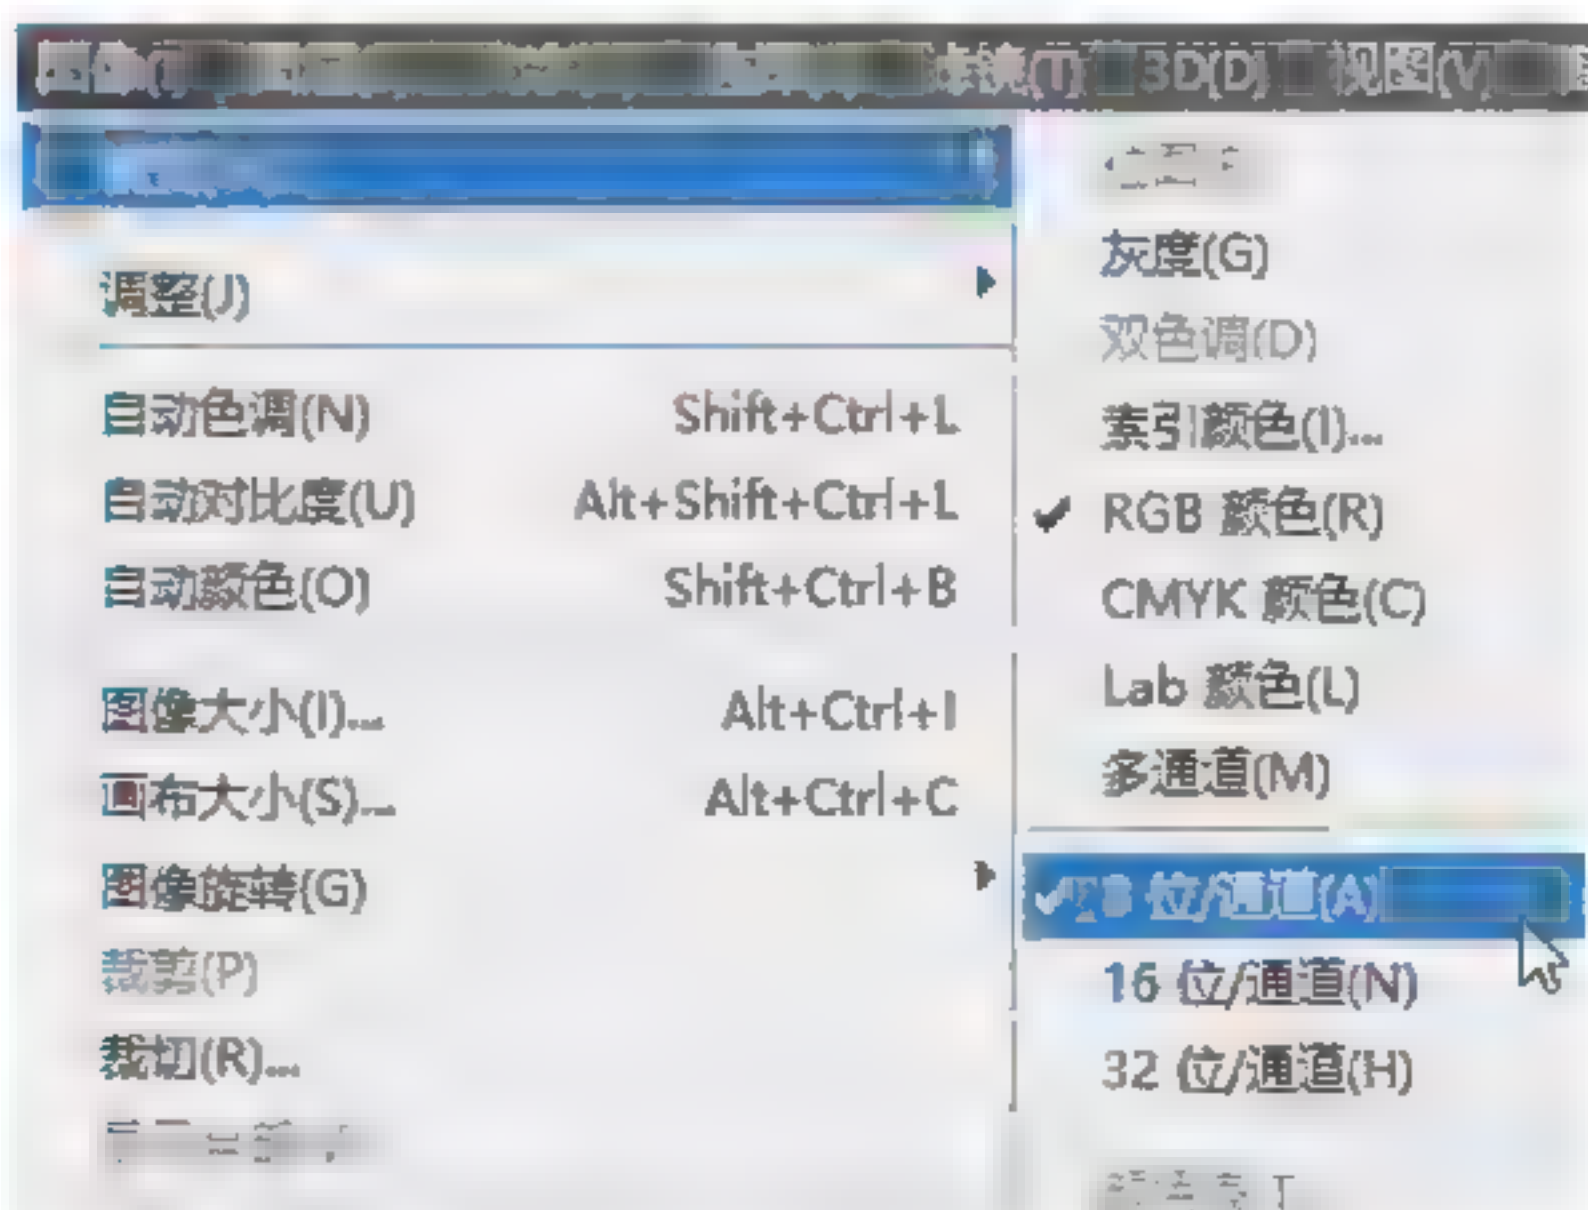 3D(D) 视图(V)
调整(J)
自动色调(N) Shift+Ctrl+L
自动对比度(U) Alt+Shift+Ctrl+L
自动颜色(O) Shift+Ctrl+B
图像大小(I)... Alt+Ctrl+I
画布大小(S)... Alt+Ctrl+C
图像旋转(G)
裁剪(P)
裁切(R)...
灰度(G)
双色调(D)
索引颜色(I)...
RGB 颜色(R)
CMYK 颜色(C)
Lab 颜色(L)
多通道(M)
8 位/通道(A)
16 位/通道(N)
32 位/通道(H)